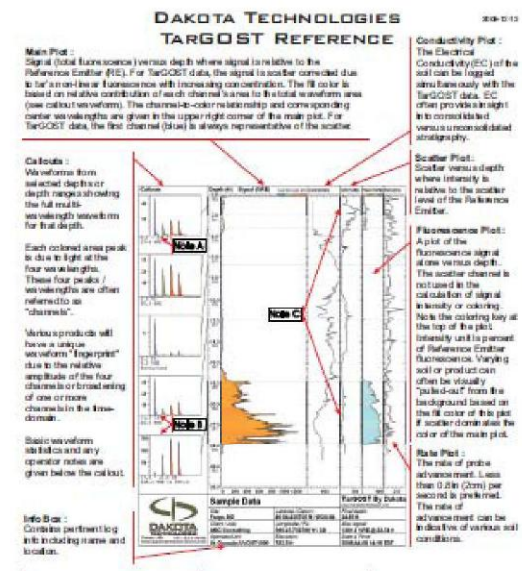 DAKOTA TECHNOLOGIES
TARGOST REFERENCE
Main Plot :
Signal (total fluorescence) versus depth where signal is relative to the
Reference Emitter (RE). For TarGOST data, the signal is scatter corrected due
to tar's non-linear fluorescence with increasing concentration. The fill color is
based on relative contribution of each channel's area to the total waveform area
(see callout waveform). The channel-to-color relationship and corresponding
center wavelengths are given in the upper right corner of the main plot. For
TarGOST data, the first channel (blue) is always representative of the scatter.
Conductivity Plot :
The Electrical
Conductivity (EC) of the
soil can be logged
simultaneously with the
TarGOST data. EC
often provides insight
into consolidated
versus unconsolidated
stratigraphy.
Callouts :
Waveforms from
selected depths or
depth ranges showing
the full multi-
wavelength waveform
for that depth.
Each colored area peak
is due to light at the
four wavelengths.
These four peaks /
wavelengths are often
referred to as
"channels".
Various products will
have a unique
waveform "fingerprint"
due to the relative
amplitude of the four
channels or broadening
of one or more
channels in the time-
domain.
Basic waveform
statistics and any
operator notes are
given below the callout.
Info Box :
Contains pertinent log
info including name and
location.
Callouts
Depth (ft)
Signal (%RE)
Note A
Note C
Note B
Scatter Plot:
Scatter versus depth
where intensity is
relative to the scatter
level of the Reference
Emitter.
Fluorescence Plot:
A plot of the
fluorescence signal
alone versus depth.
The scatter channel is
not used in the
calculation of signal
intensity or coloring.
Note the coloring key at
the top of the plot.
Intensity unit is percent
of Reference Emitter
fluorescence. Varying
soil or product can
often be visually
"pulled-out" from the
background based on
the fill color of this plot
if scatter dominates the
color of the main plot.
Rate Plot :
The rate of probe
advancement. Less
than 0.8in (2cm) per
second is preferred.
The rate of
advancement can be
indicative of various soil
conditions.
DAKOTA
TECHNOLOGIES
Sample Data
TarGOST By Dakota